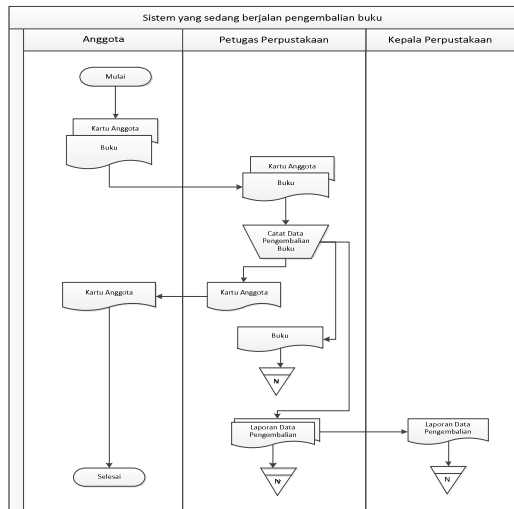 Sistem yang sedang berjalan pengembalian buku
Anggota
Petugas Perpustakaan
Kepala Perpustakaan
Mulai
Kartu Anggota
Buku
Kartu Anggota
Buku
Catat Data
Pengembalian
Buku
Kartu Anggota
Kartu Anggota
Buku
N
Laporan Data
Pengembalian
Laporan Data
Pengembalian
Selesai
N
N